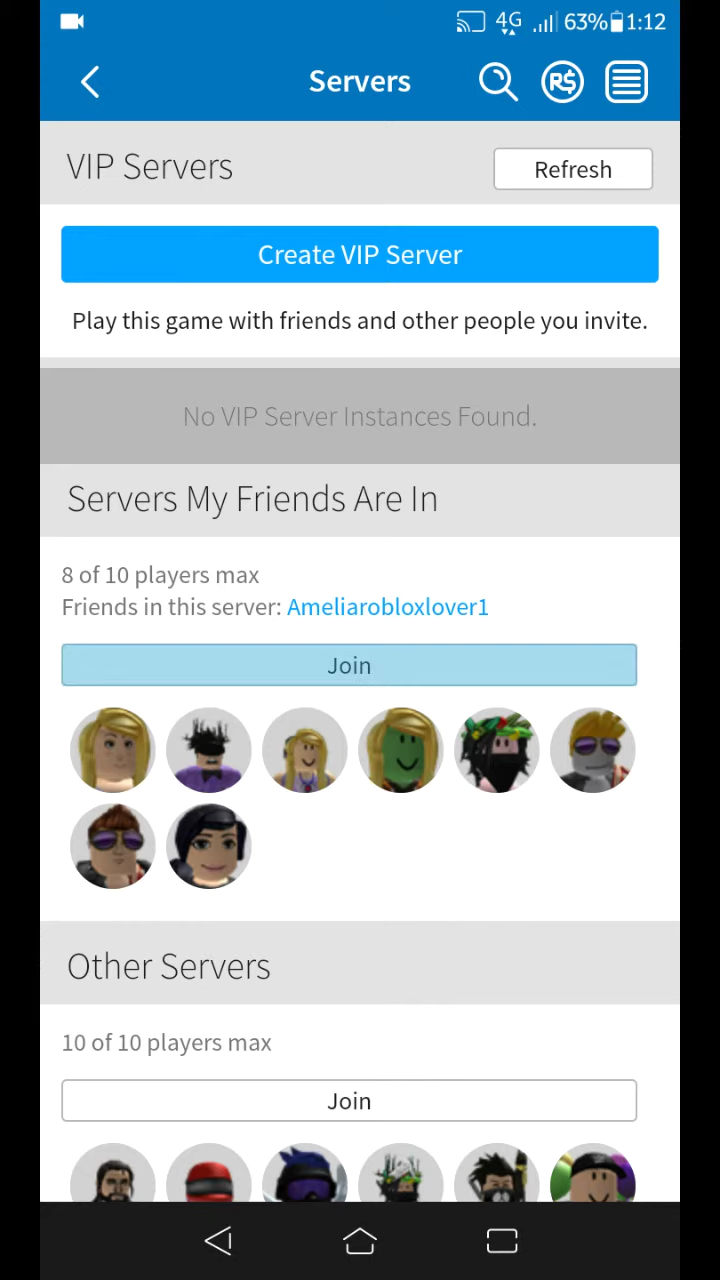 4G 63% 1:12
Servers R$
VIP Servers Refresh
Create VIP Server
Play this game with friends and other people you invite.
No VIP Server Instances Found.
Servers My Friends Are In
8 of 10 players max
Friends in this server: Ameliarobloxlover1
Join
Other Servers
10 of 10 players max
Join